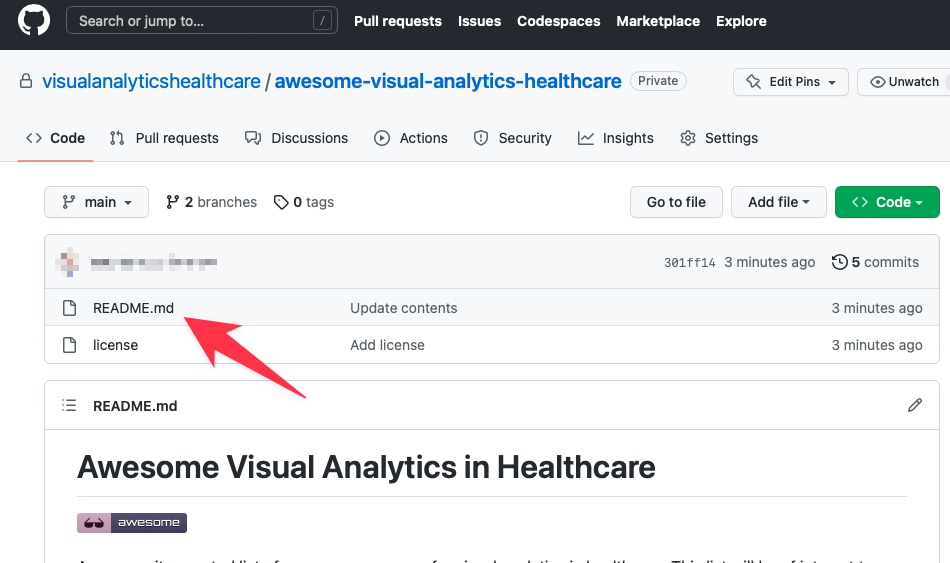 Search or jump to... /
Pull requests Issues Codespaces Marketplace Explore
visualanalyticshealthcare / awesome-visual-analytics-healthcare Private
Edit Pins Unwatch
Code Pull requests Discussions Actions Security Insights Settings
main 2 branches 0 tags Go to file Add file Code
301ff14 3 minutes ago 5 commits
README.md Update contents 3 minutes ago
license Add license 3 minutes ago
README.md
Awesome Visual Analytics in Healthcare
awesome